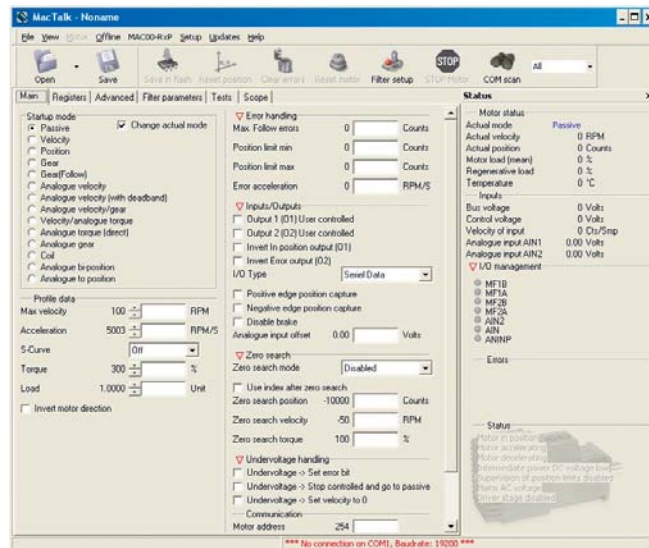 MacTalk - Noname
File View Motor Offline MAC00-RxP Setup Updates Help
Open Save Save in flash Reset position Clear errors Reset motor Filter setup STOP Motor COM scan All
STOP
Main Registers Advanced Filter parameters Tests Scope
Startup mode
Passive
Change actual mode
Velocity
Position
Gear
Gear(Follow)
Analogue velocity
Analogue velocity (with deadband)
Analogue velocity/gear
Velocity/analogue torque
Analogue torque (direct)
Analogue gear
Coil
Analogue bi-position
Analogue to position
Profile data
Max velocity 100 RPM
Acceleration 5003 RPM/S
S-Curve Off
Torque 300 %
Load 1.0000 Unit
Invert motor direction
Error handling
Max. Follow errors 0 Counts
Position limit min 0 Counts
Position limit max 0 Counts
Error acceleration 0 RPM/S
Inputs/Outputs
Output 1 (O1) User controlled
Output 2 (O2) User controlled
Invert In position output (O1)
Invert Error output (O2)
I/O Type Seriel Data
Positive edge position capture
Negative edge position capture
Disable brake
Analogue input offset 0.00 Volts
Zero search
Zero search mode Disabled
Use index after zero search
Zero search position -10000 Counts
Zero search velocity -50 RPM
Zero search torque 100 %
Undervoltage handling
Undervoltage -> Set error bit
Undervoltage -> Stop controlled and go to passive
Undervoltage -> Set velocity to 0
Communication
Motor address 254
Status
Motor status
Actual mode Passive
Actual velocity 0 RPM
Actual position 0 Counts
Motor load (mean) 0 %
Regenerative load 0 %
Temperature 0 °C
Inputs
Bus voltage 0 Volts
Control voltage 0 Volts
Velocity of input 0 Cts/Smp
Analogue input AIN1 0.00 Volts
Analogue input AIN2 0.00 Volts
I/O management
MF1B
MF1A
MF2B
MF2A
AIN2
AIN
ANINP
Errors
Status
Motor in position
Motor accelerating
Motor decelerating
Intermediate power DC voltage low
Supervision of position limits disabled
Mains AC voltage
Driver stage disabled
*** No connection on COM1, Baudrate: 19200 ***